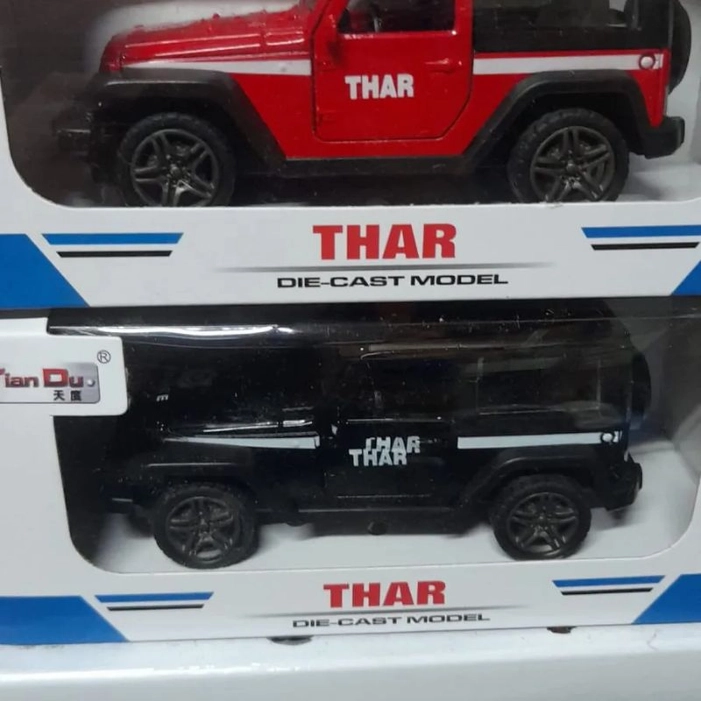 THAR
THAR
DIE-CAST MODEL
Tian Du
®
天度
THAR
THAR
THAR
DIE-CAST MODEL